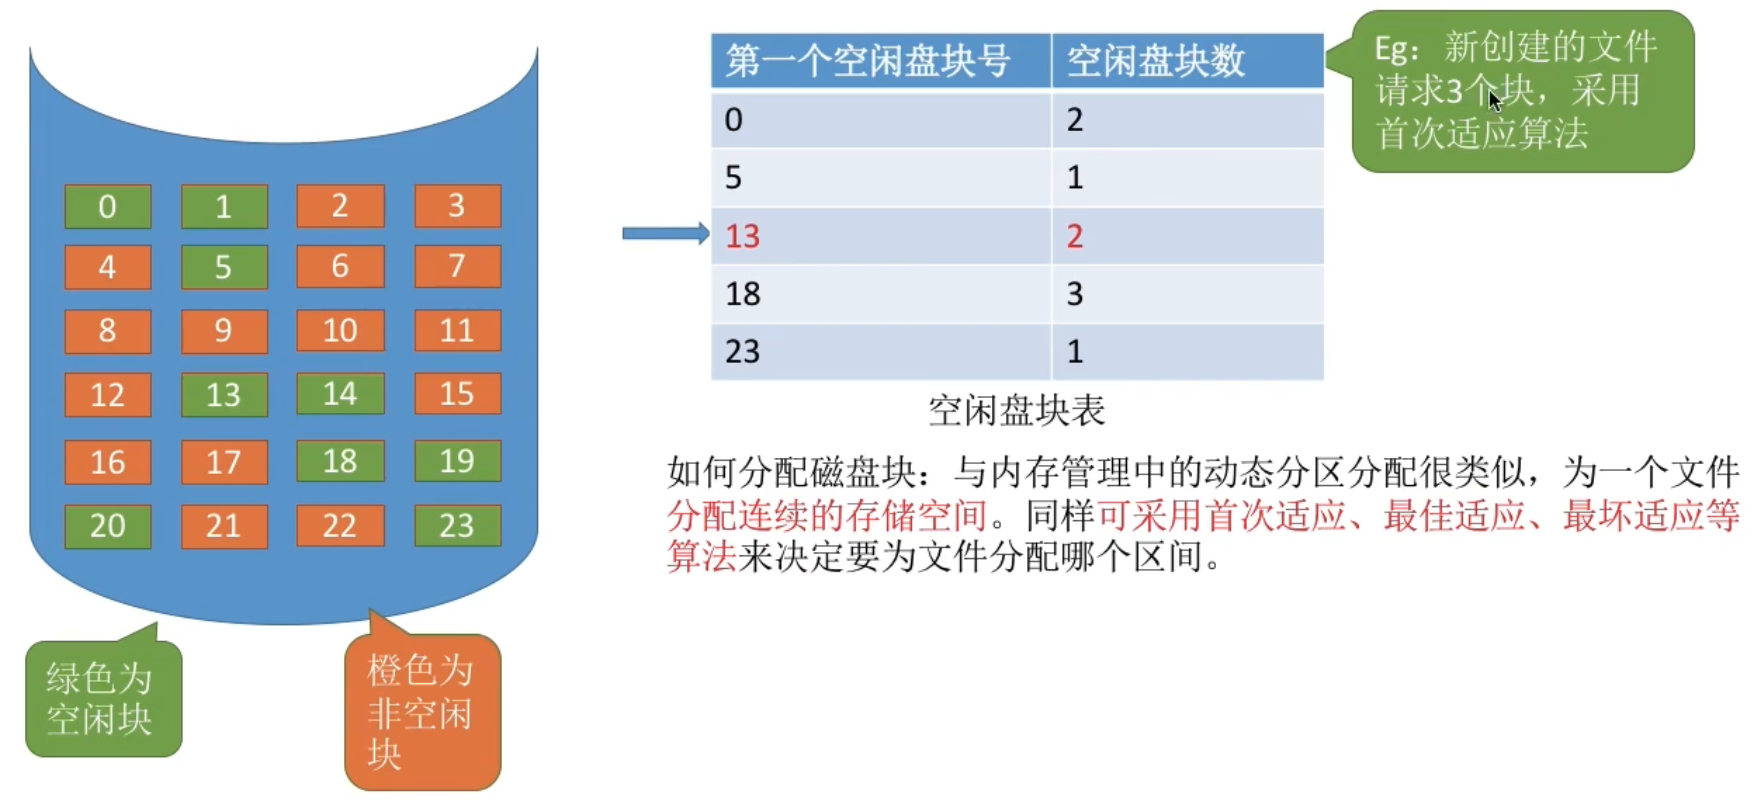 0 1 2 3
4 5 6 7
8 9 10 11
12 13 14 15
16 17 18 19
20 21 22 23
绿色为
空闲块
橙色为
非空闲
块
第一个空闲盘块号 空闲盘块数
0 2
5 1
13 2
18 3
23 1
空闲盘块表
Eg：新创建的文件
请求3个块，采用
首次适应算法
如何分配磁盘块：与内存管理中的动态分区分配很类似，为一个文件
分配连续的存储空间。同样可采用首次适应、最佳适应、最坏适应等
算法来决定要为文件分配哪个区间。